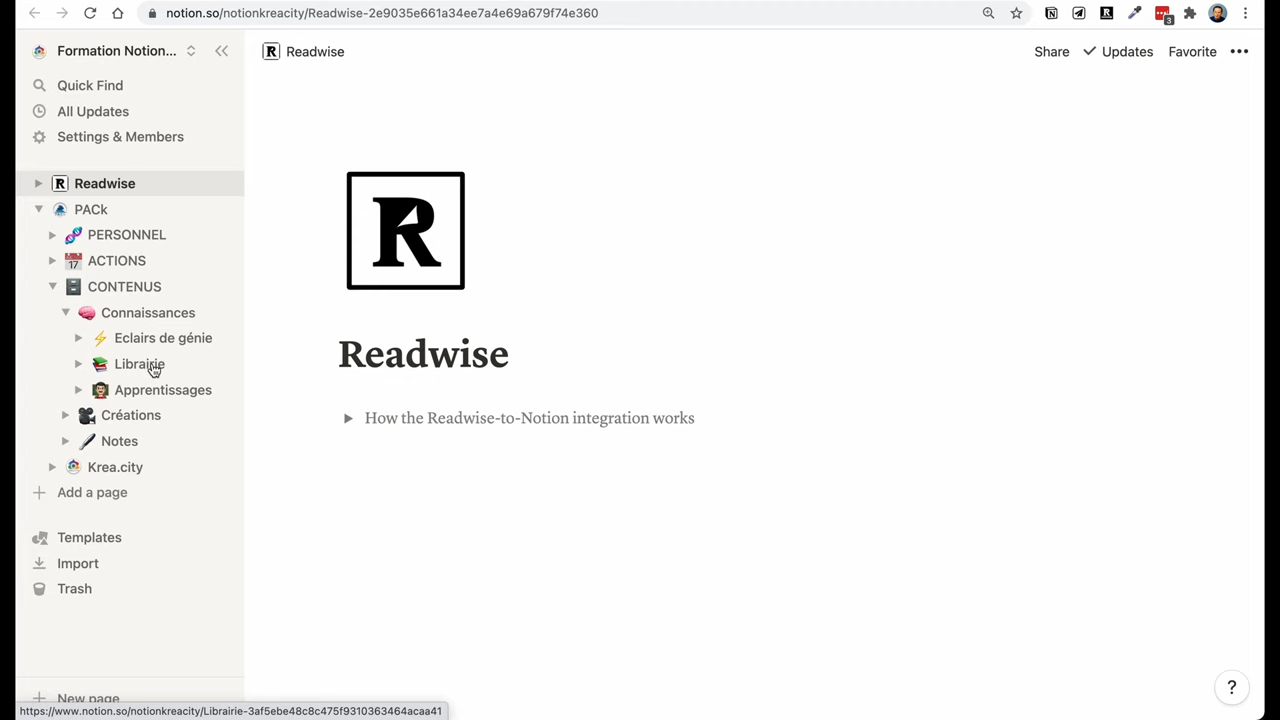 notion.so/notionkreacity/Readwise-2e9035e661a34ee7a4e69a679f74e360
3
Formation Notion...
R Readwise
Share
Updates
Favorite
Quick Find
All Updates
Settings & Members
R Readwise
PACk
PERSONNEL
17 ACTIONS
CONTENUS
Connaissances
Eclairs de génie
Librairie
Apprentissages
Créations
Notes
Krea.city
Add a page
Templates
Import
Trash
New page
R
Readwise
How the Readwise-to-Notion integration works
?
https://www.notion.so/notionkreacity/Librairie-3af5ebe48c8c475f9310363464acaa41